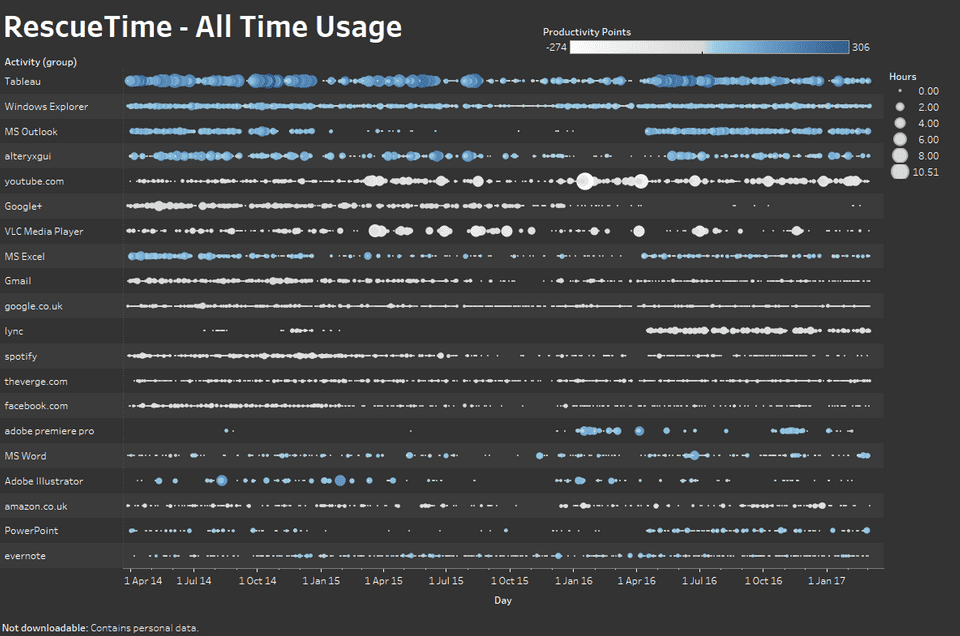 RescueTime - All Time Usage
Productivity Points
-274 306
Activity (group)
Hours
0.00
2.00
4.00
6.00
8.00
10.51
Tableau
Windows Explorer
MS Outlook
alteryxgui
youtube.com
Google+
VLC Media Player
MS Excel
Gmail
google.co.uk
lync
spotify
theverge.com
facebook.com
adobe premiere pro
MS Word
Adobe Illustrator
amazon.co.uk
PowerPoint
evernote
1 Apr 14 1 Jul 14 1 Oct 14 1 Jan 15 1 Apr 15 1 Jul 15 1 Oct 15 1 Jan 16 1 Apr 16 1 Jul 16 1 Oct 16 1 Jan 17
Day
Not downloadable: Contains personal data.